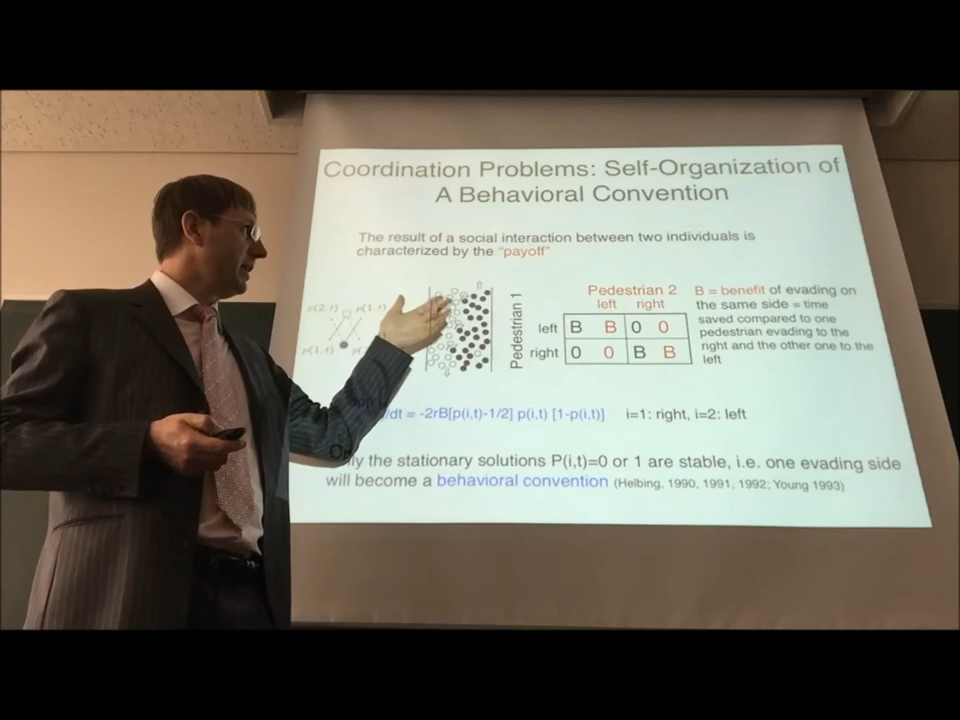 Coordination Problems: Self-Organization of
A Behavioral Convention
The result of a social interaction between two individuals is
characterized by the "payoff"
p(2,t) p(1,t)
p(1,t)
Pedestrian 1
Pedestrian 2
left right
left B B 0 0
right 0 0 B B
B = benefit of evading on
the same side = time
saved compared to one
pedestrian evading to the
right and the other one to the
left
/dt = -2rB[p(i,t)-1/2] p(i,t) [1-p(i,t)] i=1: right, i=2: left
Only the stationary solutions P(i,t)=0 or 1 are stable, i.e. one evading side
will become a behavioral convention (Helbing, 1990, 1991, 1992; Young 1993)